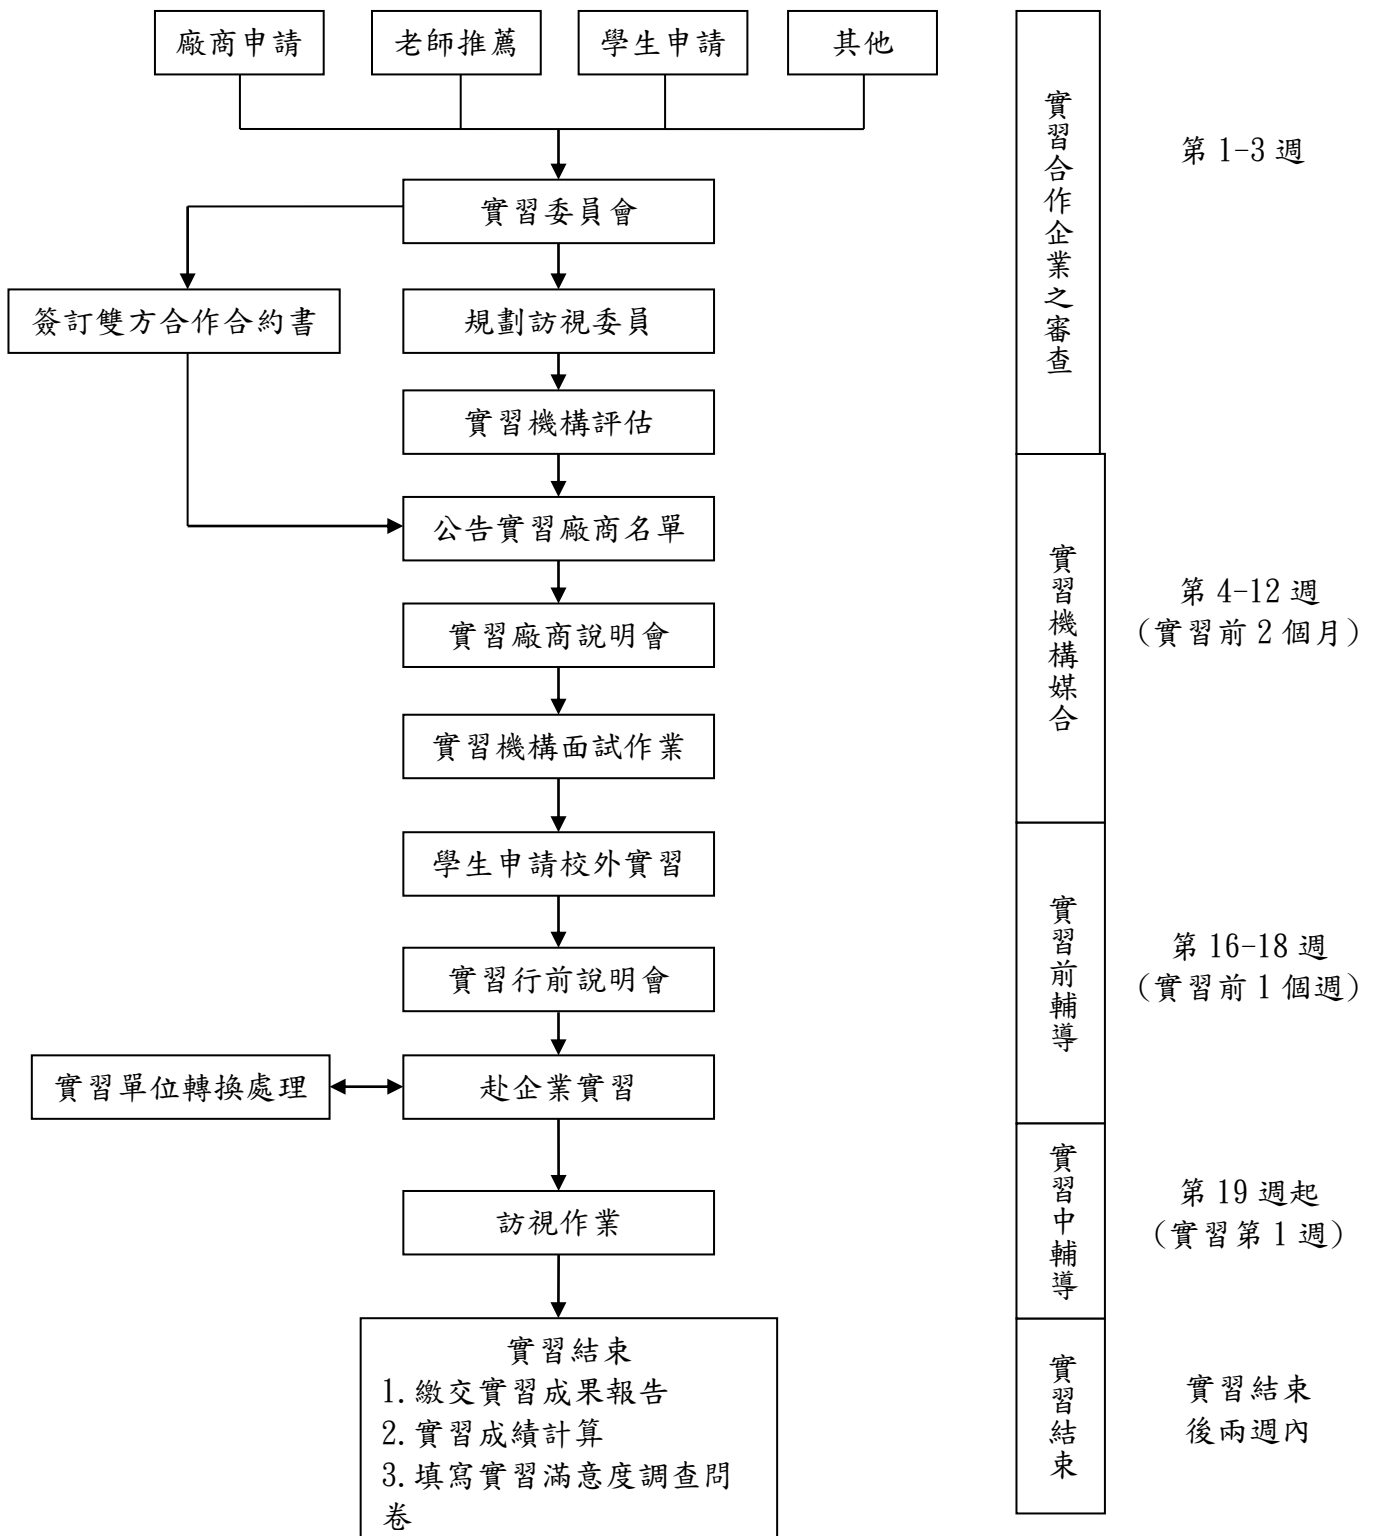 廠商申請
老師推薦
學生申請
其他
實習委員會
簽訂雙方合作合約書
規劃訪視委員
實習機構評估
公告實習廠商名單
實習廠商說明會
實習機構面試作業
學生申請校外實習
實習行前說明會
實習單位轉換處理
赴企業實習
訪視作業
實習結束
1.繳交實習成果報告
2.實習成績計算
3.填寫實習滿意度調查問
卷
實習合作企業之審查
第 1-3 週
實習機構媒合
第 4-12 週
(實習前 2 個月)
實習前輔導
第 16-18 週
(實習前 1 個週)
實習中輔導
第 19 週起
(實習第 1 週)
實習結束
實習結束
後兩週內